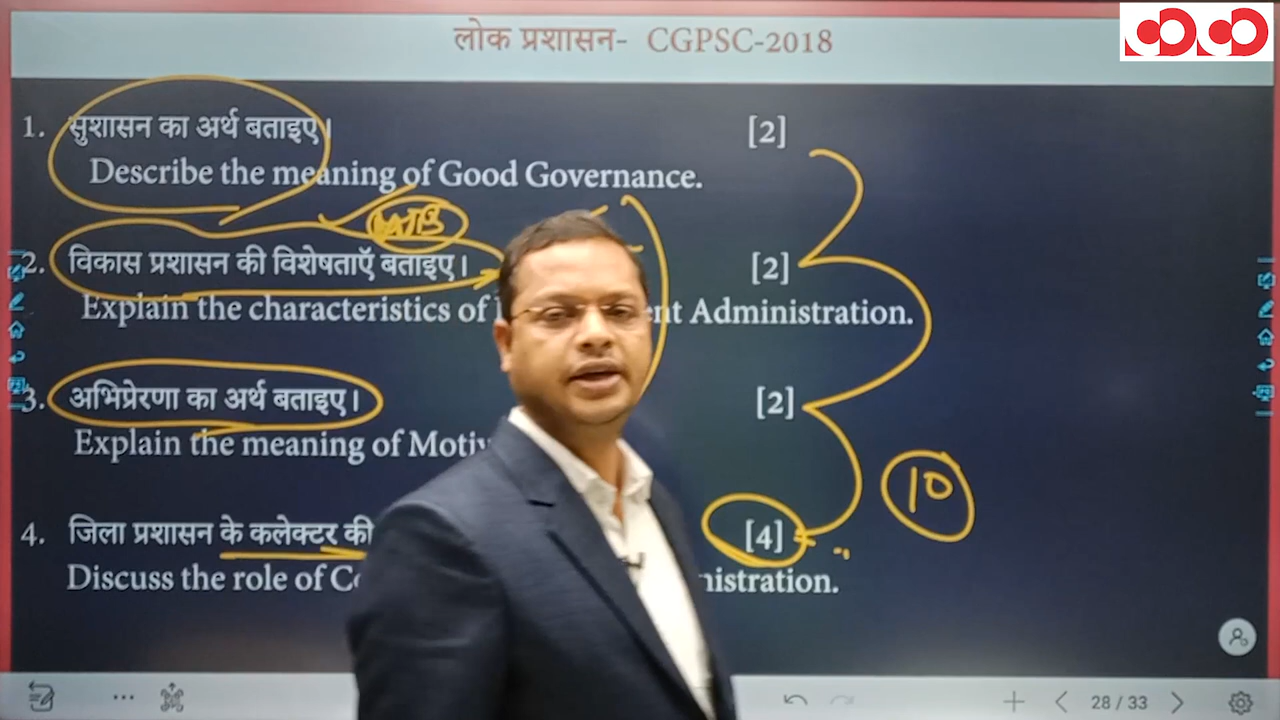 लोक प्रशासन- CGPSC-2018
1. सुशासन का अर्थ बताइए। [2]
Describe the meaning of Good Governance.
2. विकास प्रशासन की विशेषताएँ बताइए। [2]
Explain the characteristics of ent Administration.
3. अभिप्रेरणा का अर्थ बताइए। [2]
Explain the meaning of Motiv
10
4. जिला प्रशासन के कलेक्टर की [4]
Discuss the role of Co nistration.
28 / 33